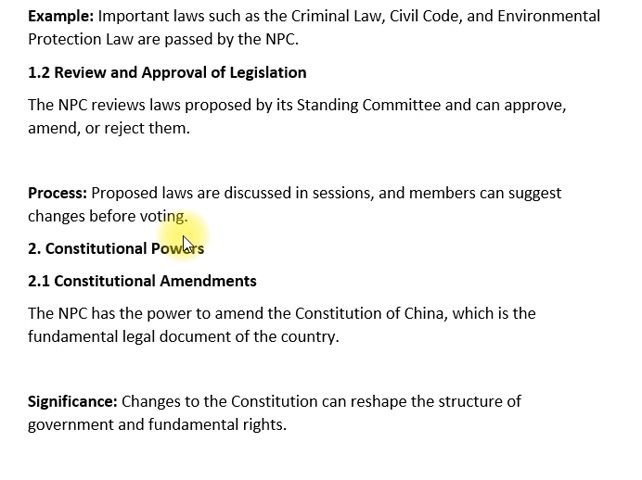 Example: Important laws such as the Criminal Law, Civil Code, and Environmental
Protection Law are passed by the NPC.
1.2 Review and Approval of Legislation
The NPC reviews laws proposed by its Standing Committee and can approve,
amend, or reject them.
Process: Proposed laws are discussed in sessions, and members can suggest
changes before voting.
2. Constitutional Powers
2.1 Constitutional Amendments
The NPC has the power to amend the Constitution of China, which is the
fundamental legal document of the country.
Significance: Changes to the Constitution can reshape the structure of
government and fundamental rights.